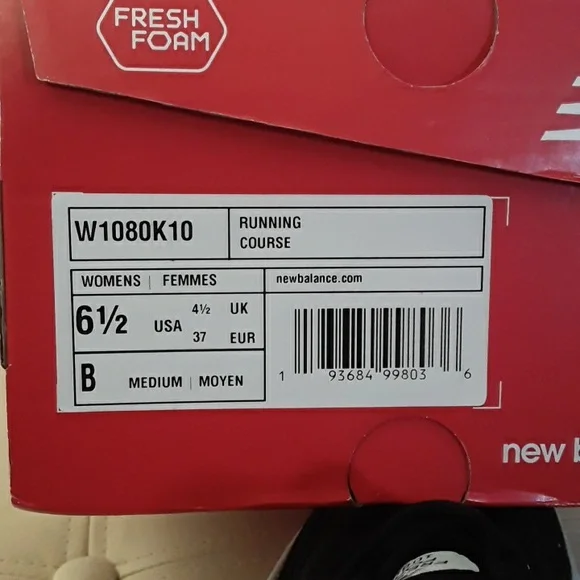 FRESH
FOAM
W1080K10
RUNNING
COURSE
WOMENS | FEMMES
newbalance.com
6½ USA 4½ UK
37 EUR
B MEDIUM | MOYEN
1 93684 99803 6
new b